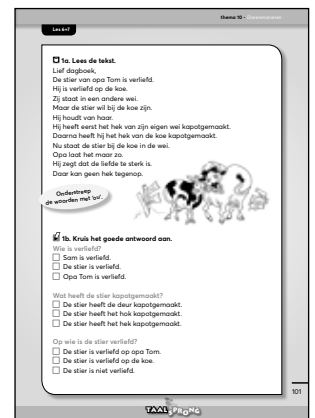 thema 10 •
Les 6+7
1a. Lees de tekst.
Lief dagboek,
De stier van opa Tom is verliefd.
Hij is verliefd op de koe.
Zij staat in een andere wei.
Maar de stier wil bij de koe zijn.
Hij houdt van haar.
Hij heeft eerst het hek van zijn eigen wei kapotgemaakt.
Daarna heeft hij het hek van de koe kapotgemaakt.
Nu staat de stier bij de koe in de wei.
Opa laat het maar zo.
Hij zegt dat de liefde te sterk is.
Daar kan geen hek tegenop.
Onderstreep
de woorden met 'ou'.
1b. Kruis het goede antwoord aan.
Wie is verliefd?
Sam is verliefd.
De stier is verliefd.
Opa Tom is verliefd.
Wat heeft de stier kapotgemaakt?
De stier heeft de deur kapotgemaakt.
De stier heeft het hok kapotgemaakt.
De stier heeft het hek kapotgemaakt.
Op wie is de stier verliefd?
De stier is verliefd op opa Tom.
De stier is verliefd op de koe.
De stier is niet verliefd.
101
TAALSPRONG